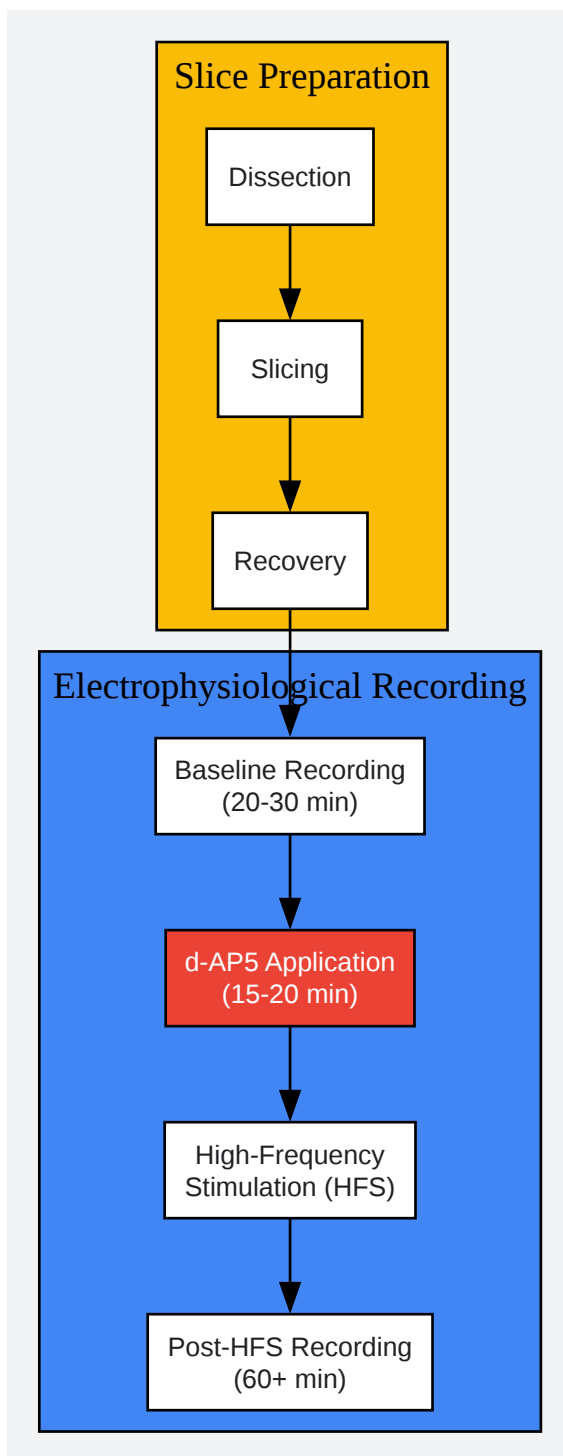 Slice Preparation
Dissection
Slicing
Recovery
Electrophysiological Recording
Baseline Recording
(20-30 min)
d-AP5 Application
(15-20 min)
High-Frequency
Stimulation (HFS)
Post-HFS Recording
(60+ min)